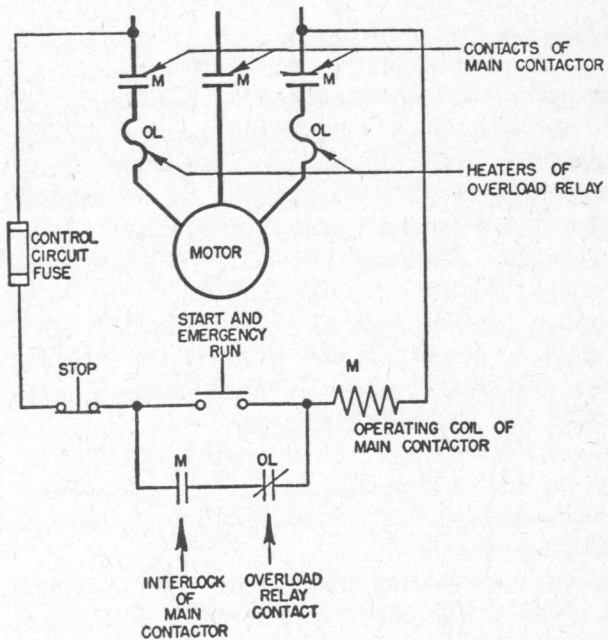 M
M
M
CONTACTS OF
MAIN CONTACTOR
OL
OL
HEATERS OF
OVERLOAD RELAY
CONTROL
CIRCUIT
FUSE
MOTOR
START AND
EMERGENCY
RUN
STOP
M
OPERATING COIL OF
MAIN CONTACTOR
M
OL
INTERLOCK
OF
MAIN
CONTACTOR
OVERLOAD
RELAY
CONTACT